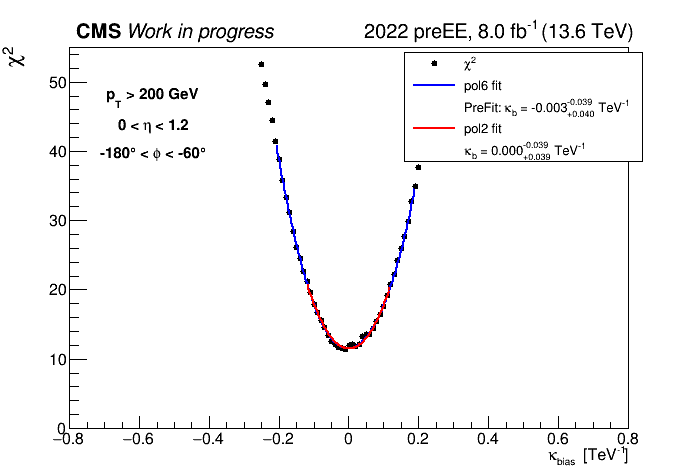 CMS Work in progress 2022 preEE, 8.0 fb⁻¹ (13.6 TeV)
χ²
χ²
pol6 fit
PreFit: κ_b = -0.003 -0.039 +0.040 TeV⁻¹
pol2 fit
κ_b = 0.000 -0.039 +0.039 TeV⁻¹
p_T > 200 GeV
0 < η < 1.2
-180° < ϕ < -60°
50
40
30
20
10
0
−0.8 −0.6 −0.4 −0.2 0 0.2 0.4 0.6 0.8
κ_bias [TeV⁻¹]